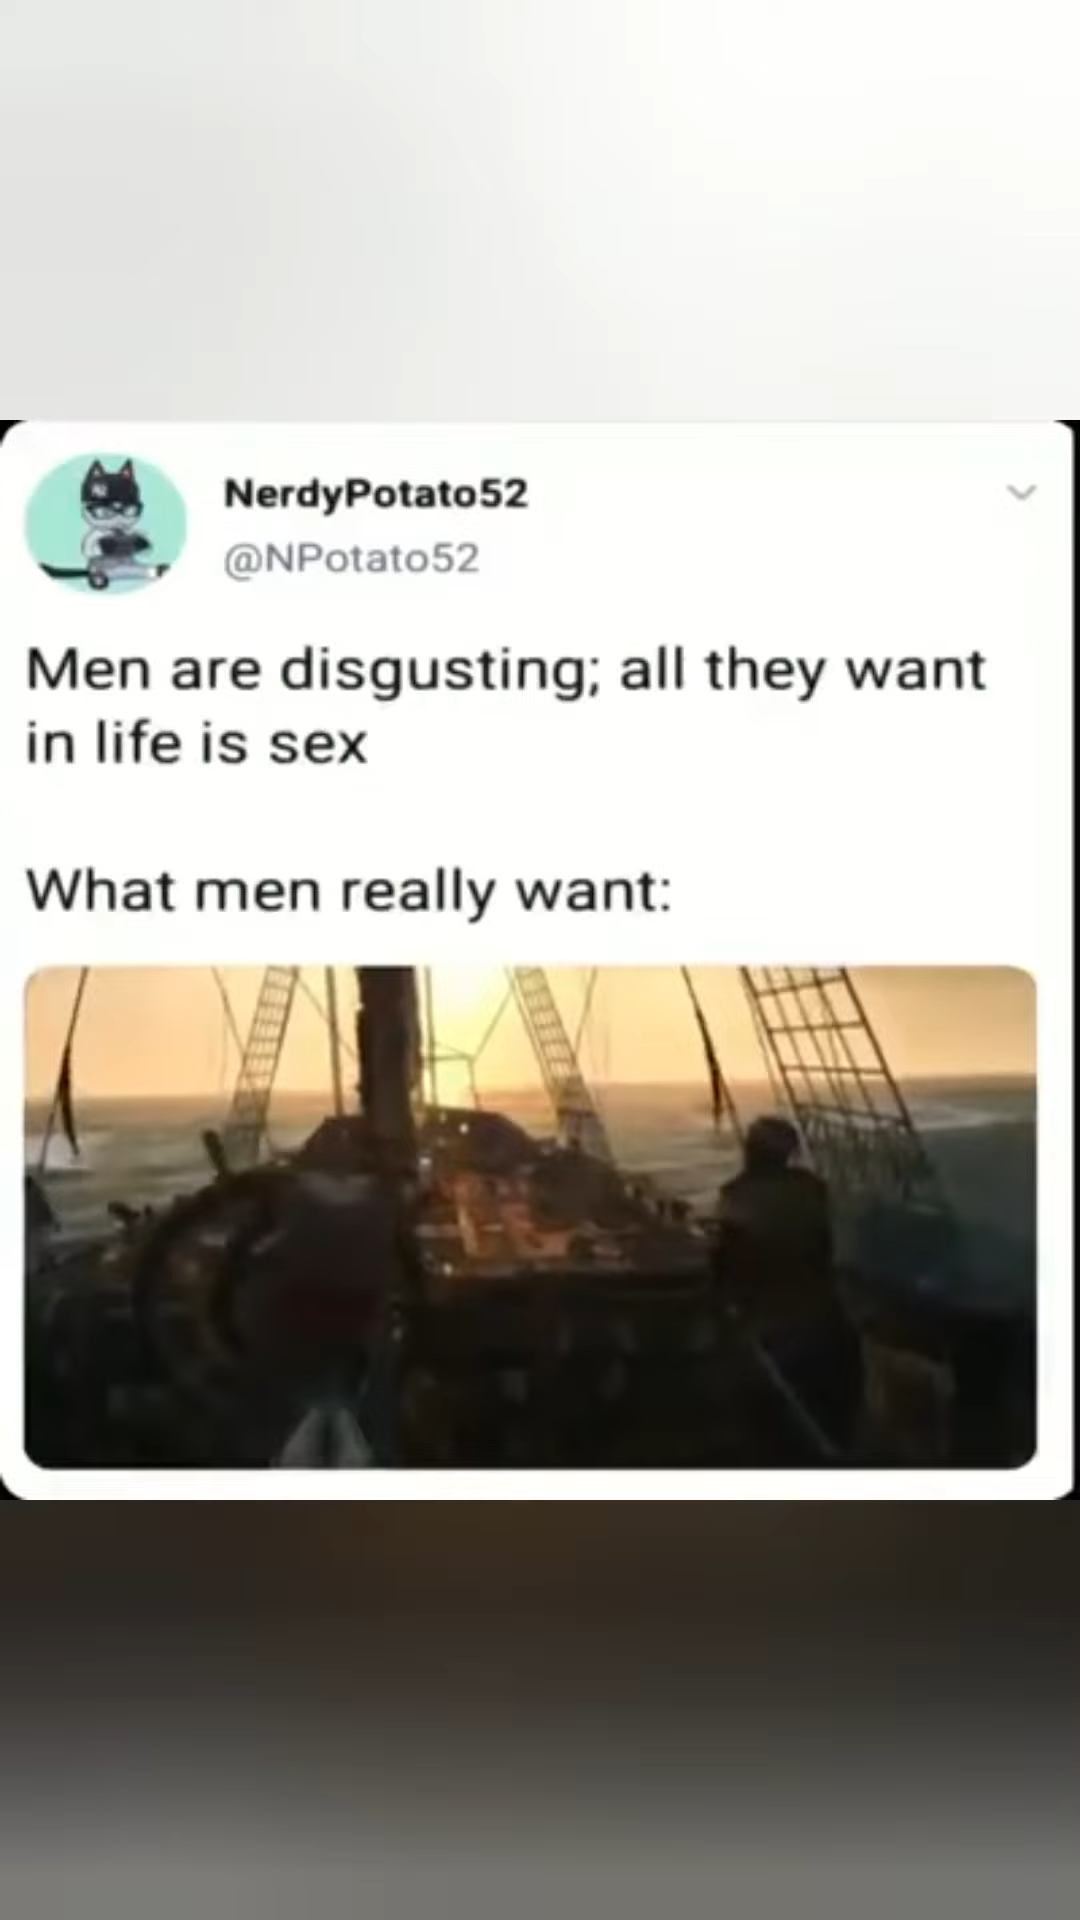 NerdyPotato52
@NPotato52
Men are disgusting; all they want
in life is sex
What men really want: